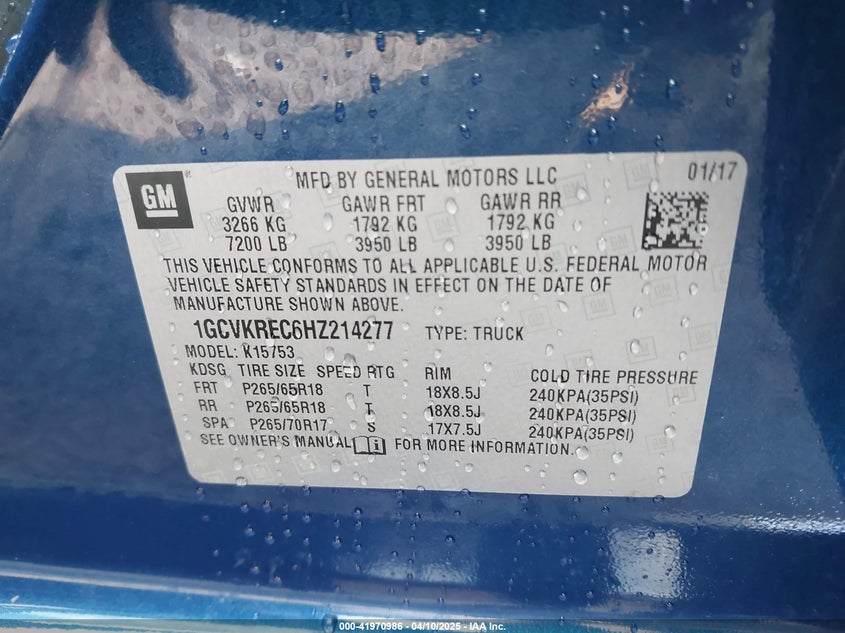 GM
MFD BY GENERAL MOTORS LLC 01/17
GVWR GAWR FRT GAWR RR
3266 KG 1792 KG 1792 KG
7200 LB 3950 LB 3950 LB
THIS VEHICLE CONFORMS TO ALL APPLICABLE U.S. FEDERAL MOTOR
VEHICLE SAFETY STANDARDS IN EFFECT ON THE DATE OF
MANUFACTURE SHOWN ABOVE.
1GCVKREC6HZ214277 TYPE: TRUCK
MODEL: K15753
KDSG TIRE SIZE SPEED RTG RIM COLD TIRE PRESSURE
FRT P265/65R18 T 18X8.5J 240KPA(35PSI)
RR P265/65R18 T 18X8.5J 240KPA(35PSI)
SPA P265/70R17 S 17X7.5J 240KPA(35PSI)
SEE OWNER'S MANUAL FOR MORE INFORMATION.
000-41970986 - 04/10/2025 - IAA Inc.